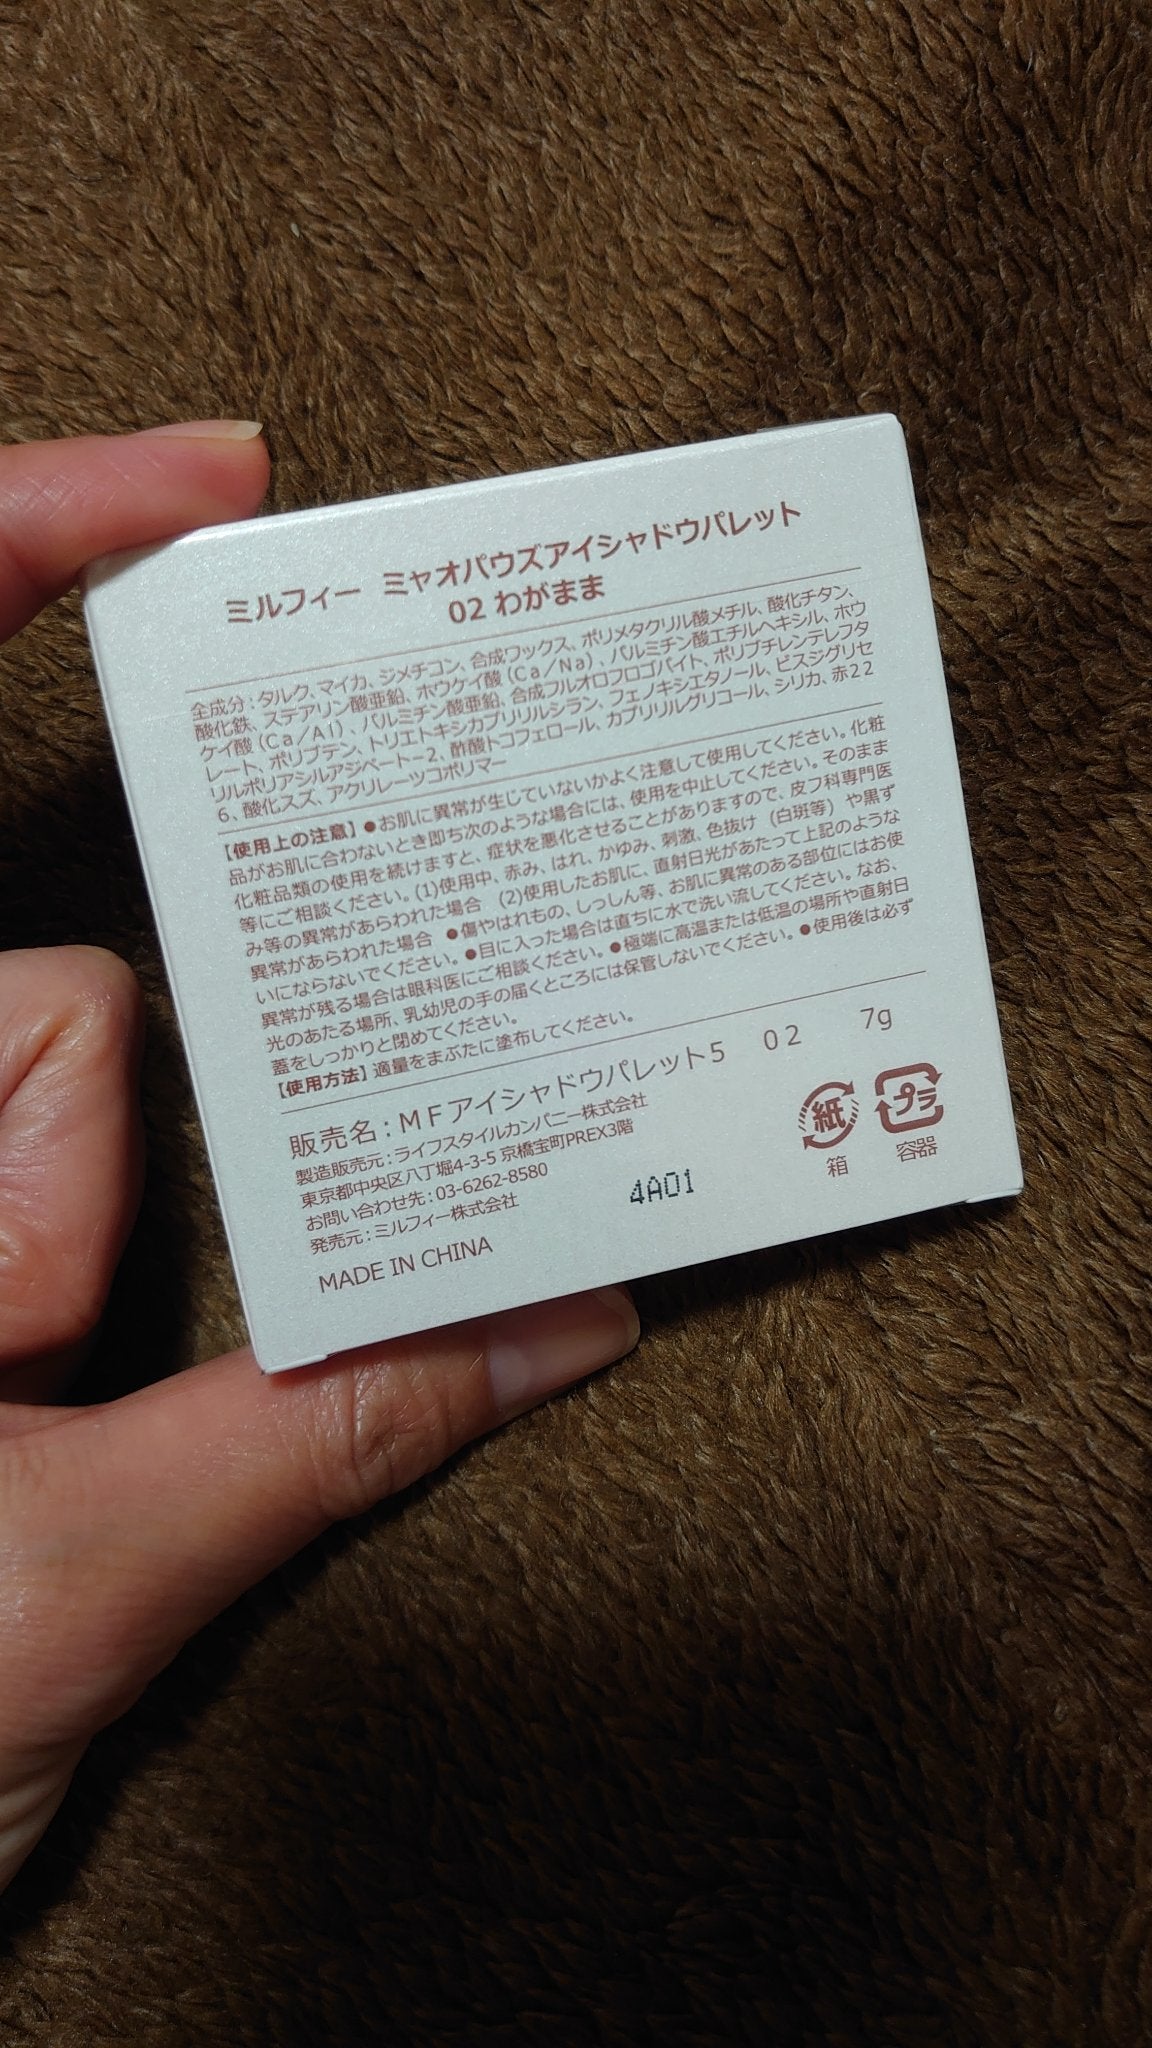 ミルフィー ミャオパウズアイシャドウパレット
02 わがまま
全成分：タルク、マイカ、ジメチコン、合成ワックス、ポリメタクリル酸メチル、酸化チタン、
酸化鉄、ステアリン酸亜鉛、ホウケイ酸(Ca／Na)、パルミチン酸エチルヘキシル、ホウ
ケイ酸(Ca／Al)、パルミチン酸亜鉛、合成フルオロフロゴパイト、ポリブチレンテレフタ
レート、ポリブテン、トリエトキシカプリリルシラン、フェノキシエタノール、ビスジグリセ
リルポリアシルアジペート-2、酢酸トコフェロール、カプリリルグリコール、シリカ、赤22
6、酸化スズ、アクリレーツコポリマー
【使用上の注意】●お肌に異常が生じていないかよく注意して使用してください。化粧
品がお肌に合わないとき即ち次のような場合には、使用を中止してください。そのまま
化粧品類の使用を続けますと、症状を悪化させることがありますので、皮フ科専門医
等にご相談ください。(1)使用中、赤み、はれ、かゆみ、刺激、色抜け（白斑等）や黒ず
み等の異常があらわれた場合 (2)使用したお肌に、直射日光があたって上記のような
異常があらわれた場合 ●傷やはれもの、しっしん等、お肌に異常のある部位にはお使
いにならないでください。●目に入った場合は直ちに水で洗い流してください。なお、
異常が残る場合は眼科医にご相談ください。●極端に高温または低温の場所や直射日
光のあたる場所、乳幼児の手の届くところには保管しないでください。●使用後は必ず
蓋をしっかりと閉めてください。
【使用方法】適量をまぶたに塗布してください。
販売名：MFアイシャドウパレット5 02 7g
製造販売元：ライフスタイルカンパニー株式会社
東京都中央区八丁堀4-3-5 京橋宝町PREX3階
お問い合わせ先：03-6262-8580
発売元：ミルフィー株式会社
MADE IN CHINA
4A01
紙
箱
プラ
容器